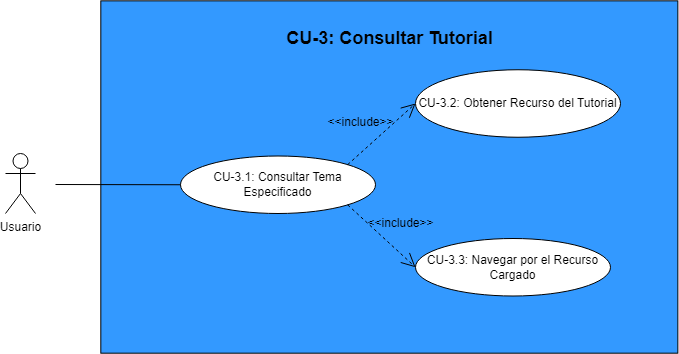 CU-3: Consultar Tutorial
CU-3.2: Obtener Recurso del Tutorial
<<include>>
CU-3.1: Consultar Tema
Especificado
Usuario
<<include>>
CU-3.3: Navegar por el Recurso
Cargado